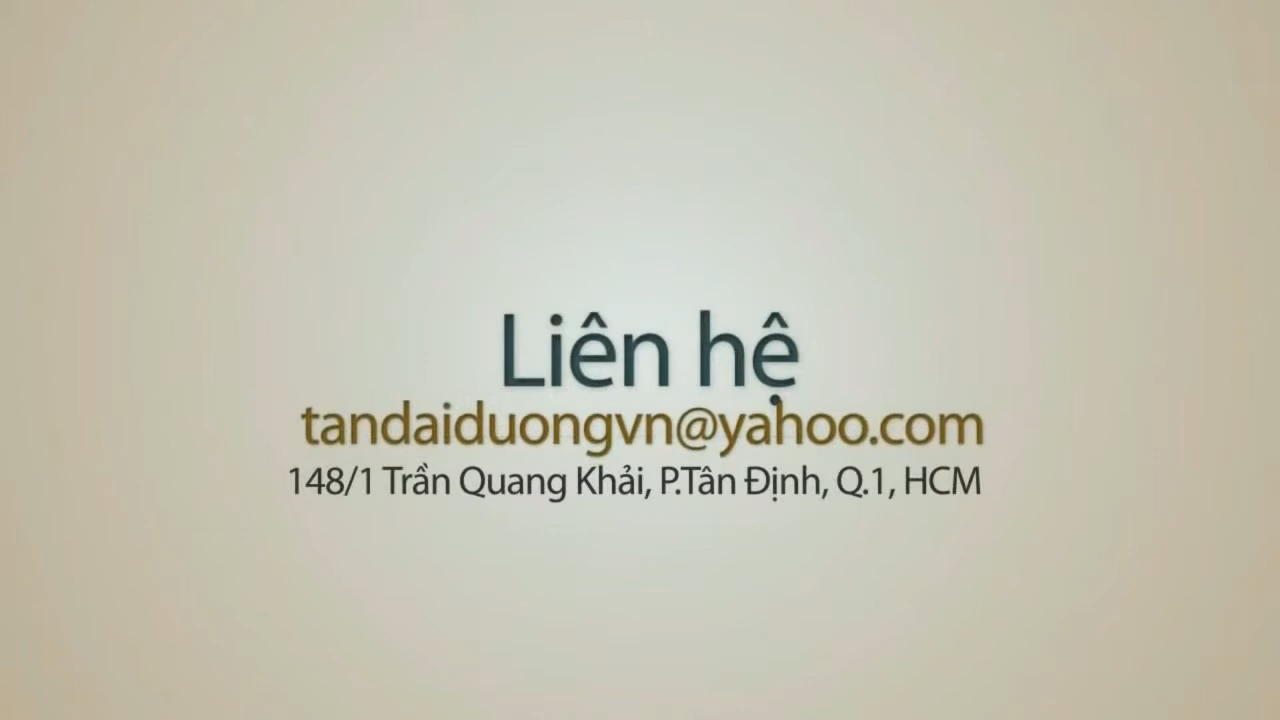 Liên hệ
tandaiduongvn@yahoo.com
148/1 Trần Quang Khải, P.Tân Định, Q.1, HCM